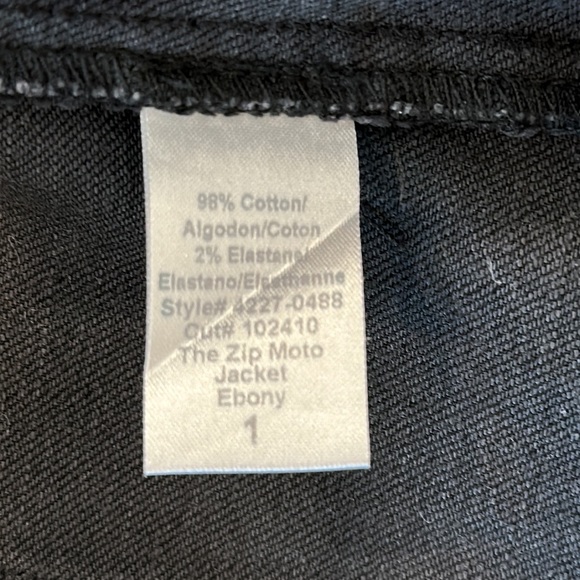 98% Cotton/
Algodon/Coton
2% Elastane/
Elastano/Elasthanne
Style# 4227-0488
Cut# 102410
The Zip Moto
Jacket
Ebony
1